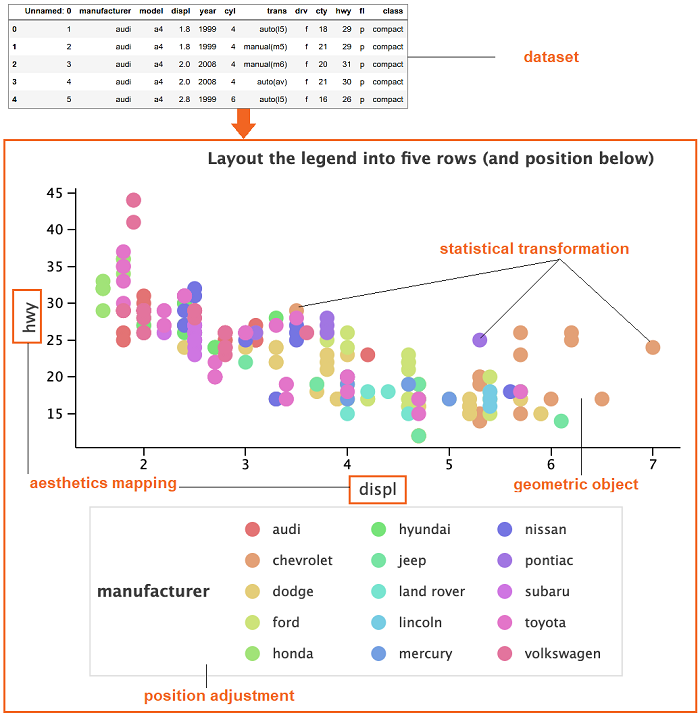 Unnamed: 0 manufacturer model displ year cyl trans drv cty hwy fl class
0 1 audi a4 1.8 1999 4 auto(l5) f 18 29 p compact
1 2 audi a4 1.8 1999 4 manual(m5) f 21 29 p compact
2 3 audi a4 2.0 2008 4 manual(m6) f 20 31 p compact
3 4 audi a4 2.0 2008 4 auto(av) f 21 30 p compact
4 5 audi a4 2.8 1999 6 auto(l5) f 16 26 p compact
dataset
Layout the legend into five rows (and position below)
45
40
35
30
25
20
15
hwy
statistical transformation
2 3 4 5 6 7
aesthetics mapping
displ
geometric object
manufacturer
audi hyundai nissan
chevrolet jeep pontiac
dodge land rover subaru
ford lincoln toyota
honda mercury volkswagen
position adjustment